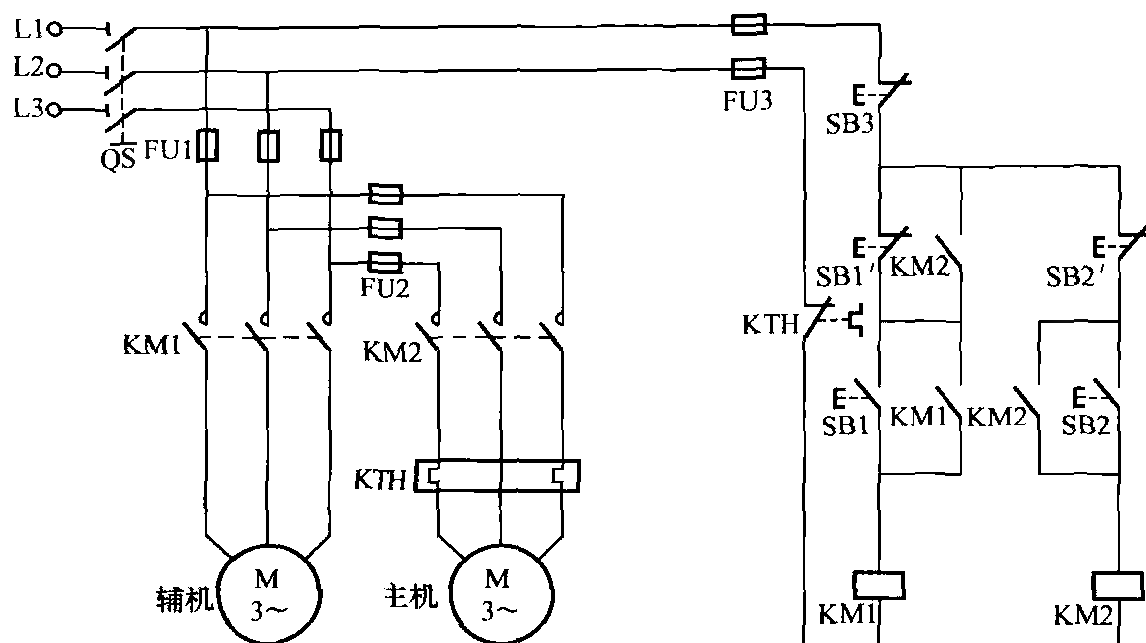 L1
L2
L3
QS
FU1
FU2
FU3
SB3
SB1′
KM2
SB2′
KTH
KM1
KM2
SB1
KM1
KM2
SB2
KTH
辅机
M
3～
主机
M
3～
KM1
KM2